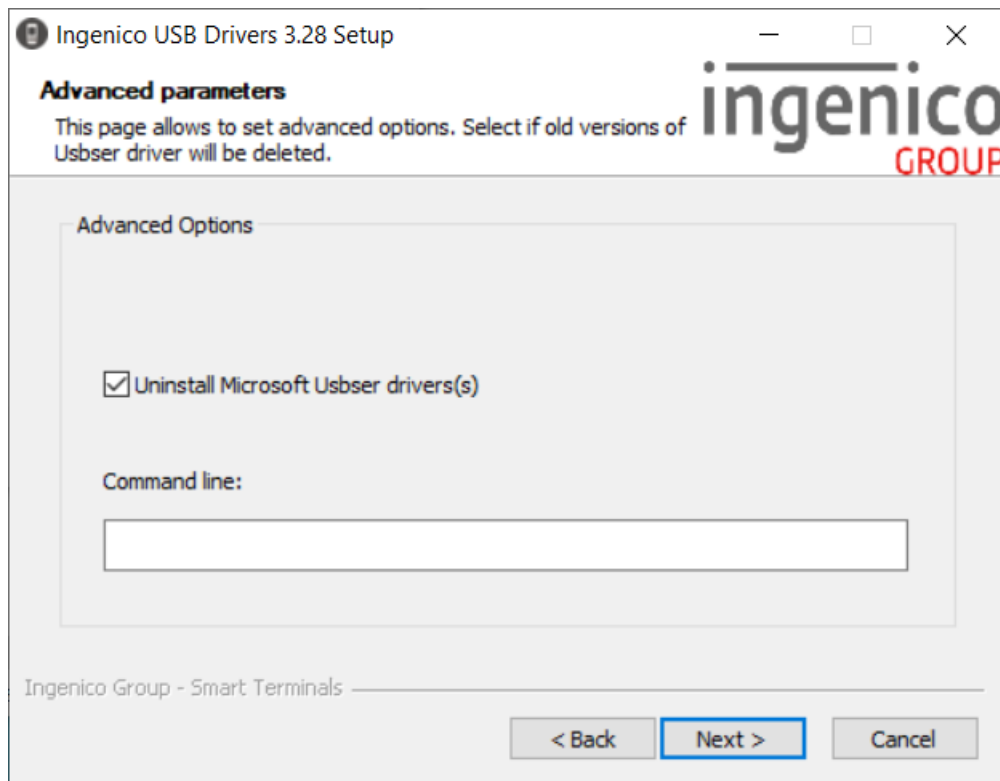 Ingenico USB Drivers 3.28 Setup
Advanced parameters
This page allows to set advanced options. Select if old versions of
Usbser driver will be deleted.
ingenico
GROUP
Advanced Options
Uninstall Microsoft Usbser drivers(s)
Command line:
Ingenico Group - Smart Terminals
< Back
Next >
Cancel